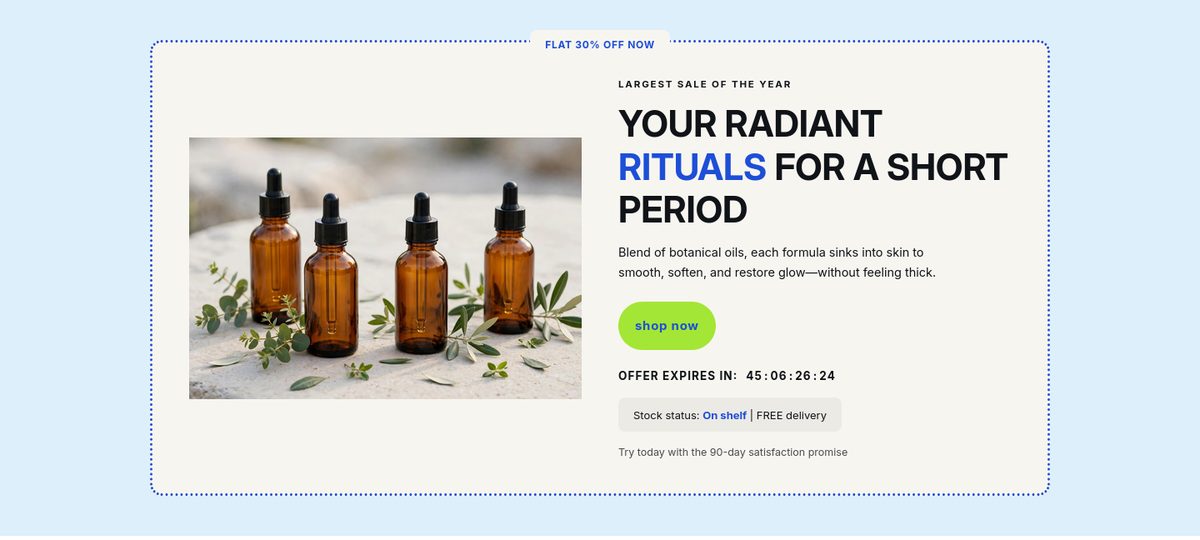 FLAT 30% OFF NOW
LARGEST SALE OF THE YEAR
YOUR RADIANT
RITUALS FOR A SHORT
PERIOD
Blend of botanical oils, each formula sinks into skin to
smooth, soften, and restore glow—without feeling thick.
shop now
OFFER EXPIRES IN: 45:06:26:24
Stock status: On shelf | FREE delivery
Try today with the 90-day satisfaction promise